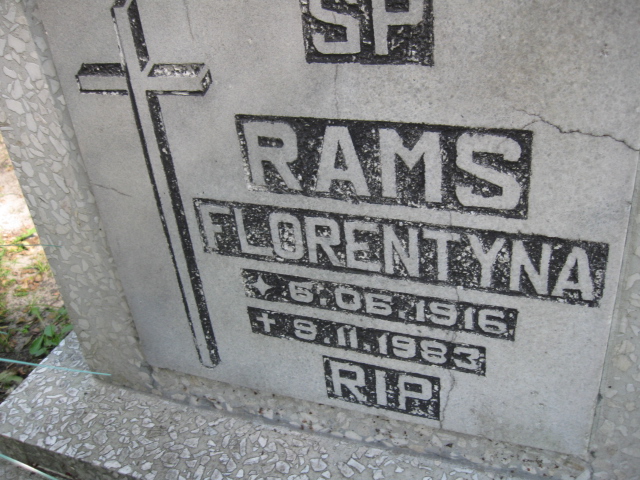 SP
RAMS
FLORENTYNA
6.06.1916
+ 8.11.1983
RIP